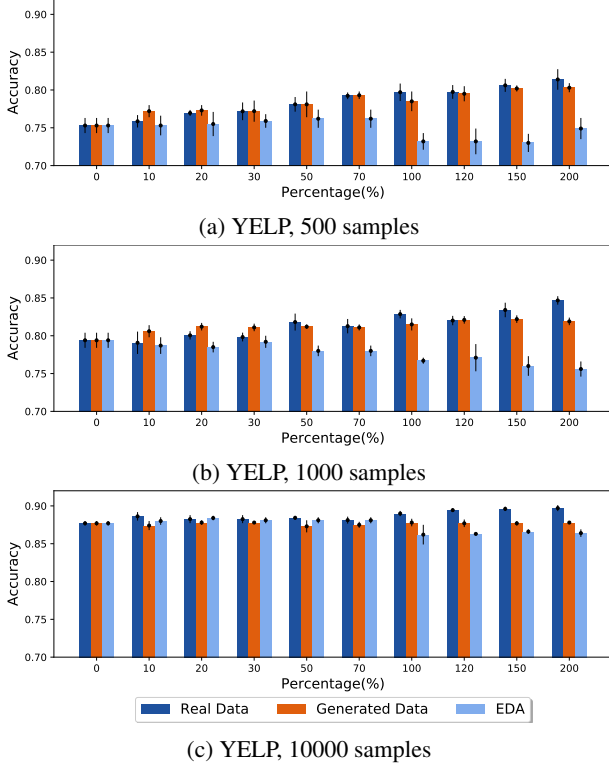 0.90
0.85
0.80
0.75
0.70
Accuracy
0 10 20 30 50 70 100 120 150 200
Percentage(%)
(a) YELP, 500 samples
0.90
0.85
0.80
0.75
0.70
Accuracy
0 10 20 30 50 70 100 120 150 200
Percentage(%)
(b) YELP, 1000 samples
0.90
0.85
0.80
0.75
0.70
Accuracy
0 10 20 30 50 70 100 120 150 200
Percentage(%)
Real Data Generated Data EDA
(c) YELP, 10000 samples